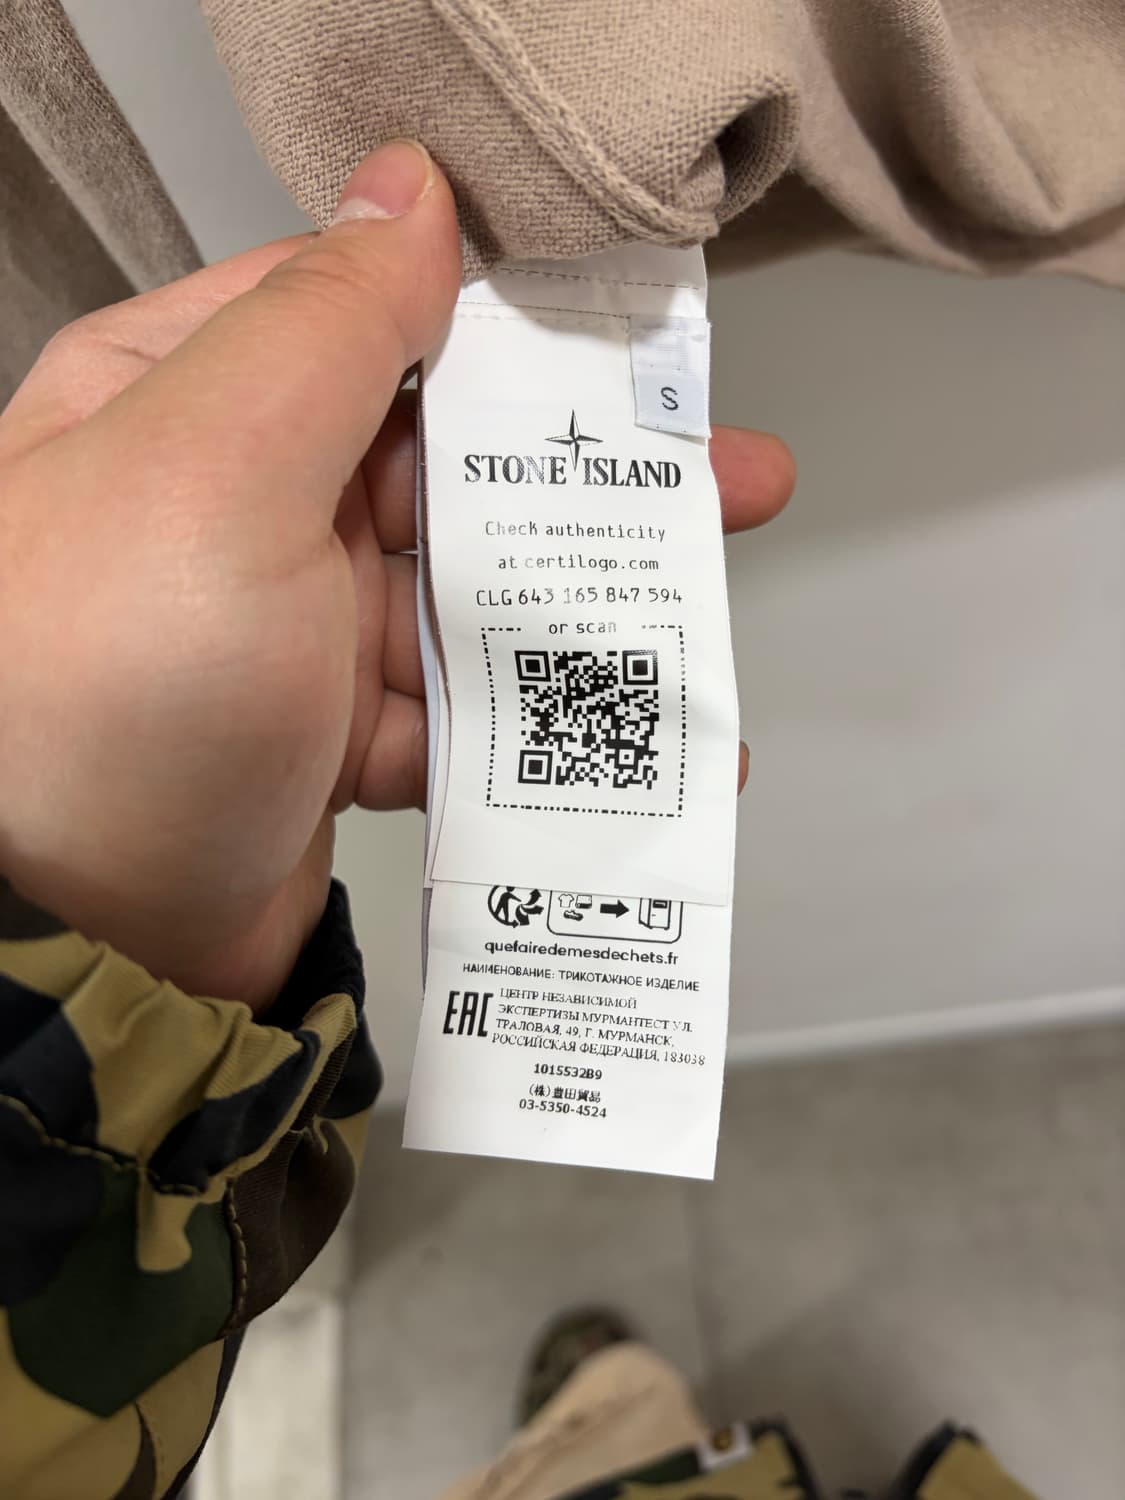 S
STONE ISLAND
Check authenticity
at certilogo.com
CLG 643 165 847 594
or scan
quefairedemesdechets.fr
НАИМЕНОВАНИЕ: ТРИКОТАЖНОЕ ИЗДЕЛИЕ
EAC
ЦЕНТР НЕЗАВИСИМОЙ
ЭКСПЕРТИЗЫ МУРМАНТЕСТ УЛ.
ТРАЛОВАЯ, 49, Г. МУРМАНСК,
РОССИЙСКАЯ ФЕДЕРАЦИЯ, 183038
1015532B9
(株)豊田貿易
03-5350-4524